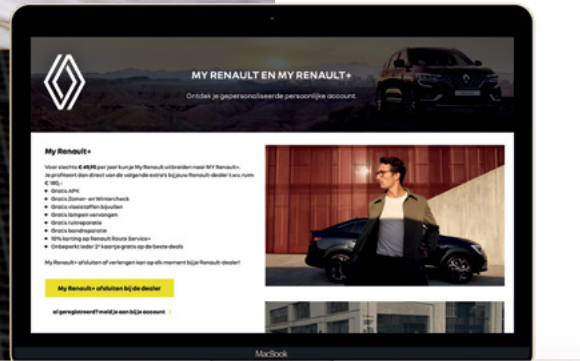 MY RENAULT EN MY RENAULT+
Ontdek je gepersonaliseerde persoonlijke account.
My Renault+
Voor slechts € 49,95 per jaar kun je My Renault uitbreiden naar MY Renault+.
Je profiteert dan direct van de volgende extra's bij jouw Renault-dealer t.w.v. ruim
€ 190,-:
Gratis APK
Gratis Zomer- en Wintercheck
Gratis vloeistoffen bijvullen
Gratis lampen vervangen
Gratis ruitreparatie
Gratis bandreparatie
10% korting op Renault Route Service+
Onbeperkt ieder 2e kaartje gratis op de beste deals
My Renault+ afsluiten of verlengen kan op elk moment bij je Renault dealer!
My Renault+ afsluiten bij de dealer
al geregistreerd? meld je aan bij je account
MacBook